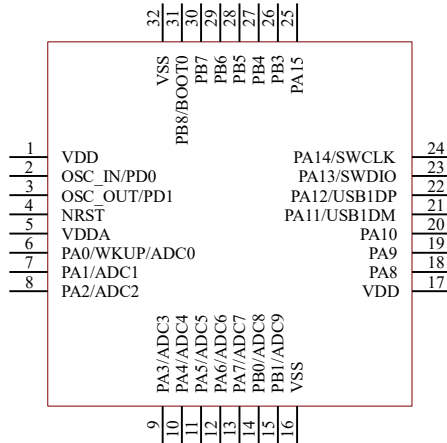 32 31 30 29 28 27 26 25
VSS
PB8/BOOT0
PB7
PB6
PB5
PB4
PB3
PA15
1 VDD
2 OSC_IN/PD0
3 OSC_OUT/PD1
4 NRST
5 VDDA
6 PA0/WKUP/ADC0
7 PA1/ADC1
8 PA2/ADC2
PA14/SWCLK 24
PA13/SWDIO 23
PA12/USB1DP 22
PA11/USB1DM 21
PA10 20
PA9 19
PA8 18
VDD 17
PA3/ADC3
PA4/ADC4
PA5/ADC5
PA6/ADC6
PA7/ADC7
PB0/ADC8
PB1/ADC9
VSS
9 10 11 12 13 14 15 16